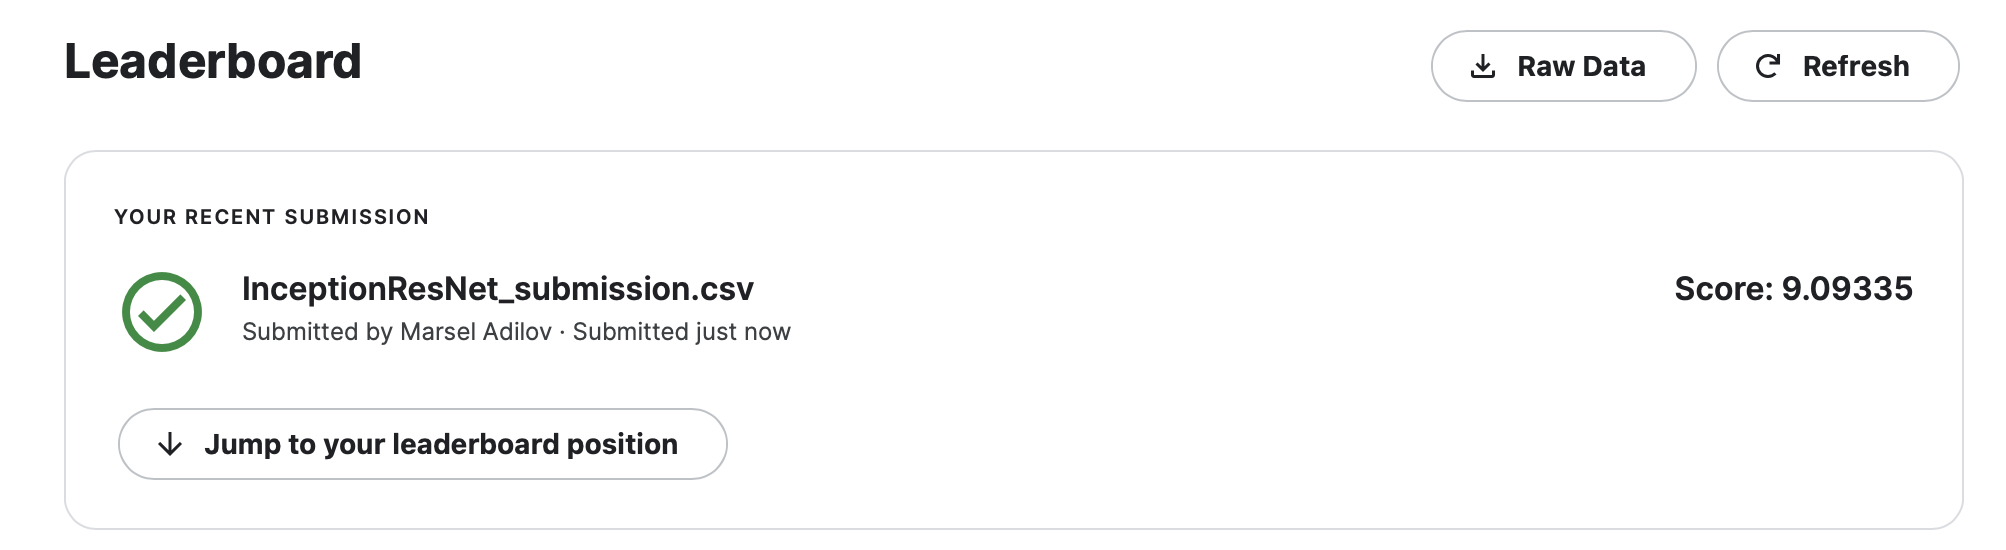 Leaderboard
Raw Data
Refresh
YOUR RECENT SUBMISSION
InceptionResNet_submission.csv
Score: 9.09335
Submitted by Marsel Adilov · Submitted just now
Jump to your leaderboard position